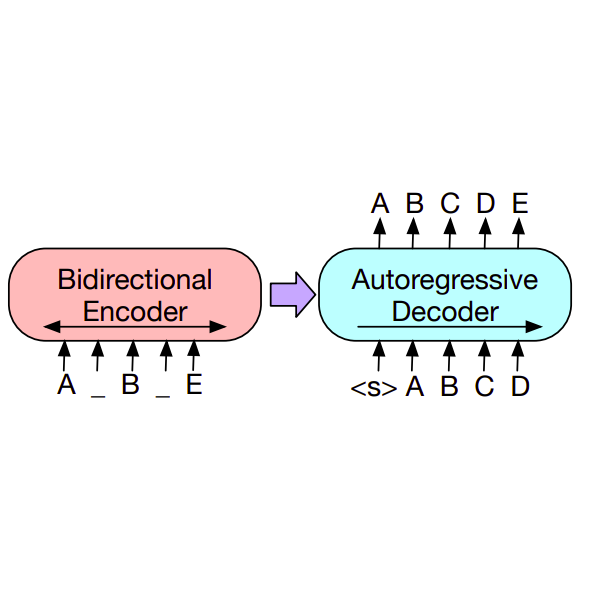 A B C D E
Bidirectional
Encoder
Autoregressive
Decoder
A _ B _ E
<s> A B C D